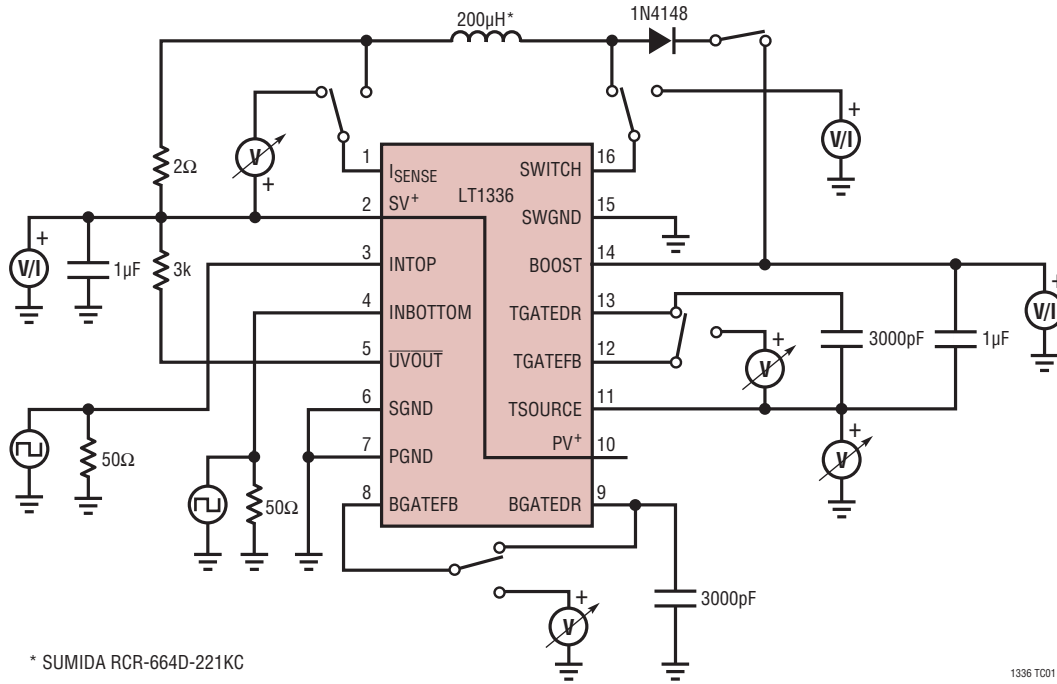 200µH*
1N4148
2Ω
V
+
1
ISENSE
LT1336
SWITCH
16
+
V/I
2
SV+
SWGND
15
+
V/I
1µF
3k
3
INTOP
BOOST
14
4
INBOTTOM
TGATEDR
13
+
V/I
5
UVOUT
TGATEFB
12
+
V
3000pF
1µF
6
SGND
TSOURCE
11
50Ω
7
PGND
PV+
10
+
V
50Ω
8
BGATEFB
BGATEDR
9
+
V
3000pF
* SUMIDA RCR-664D-221KC
1336 TC01